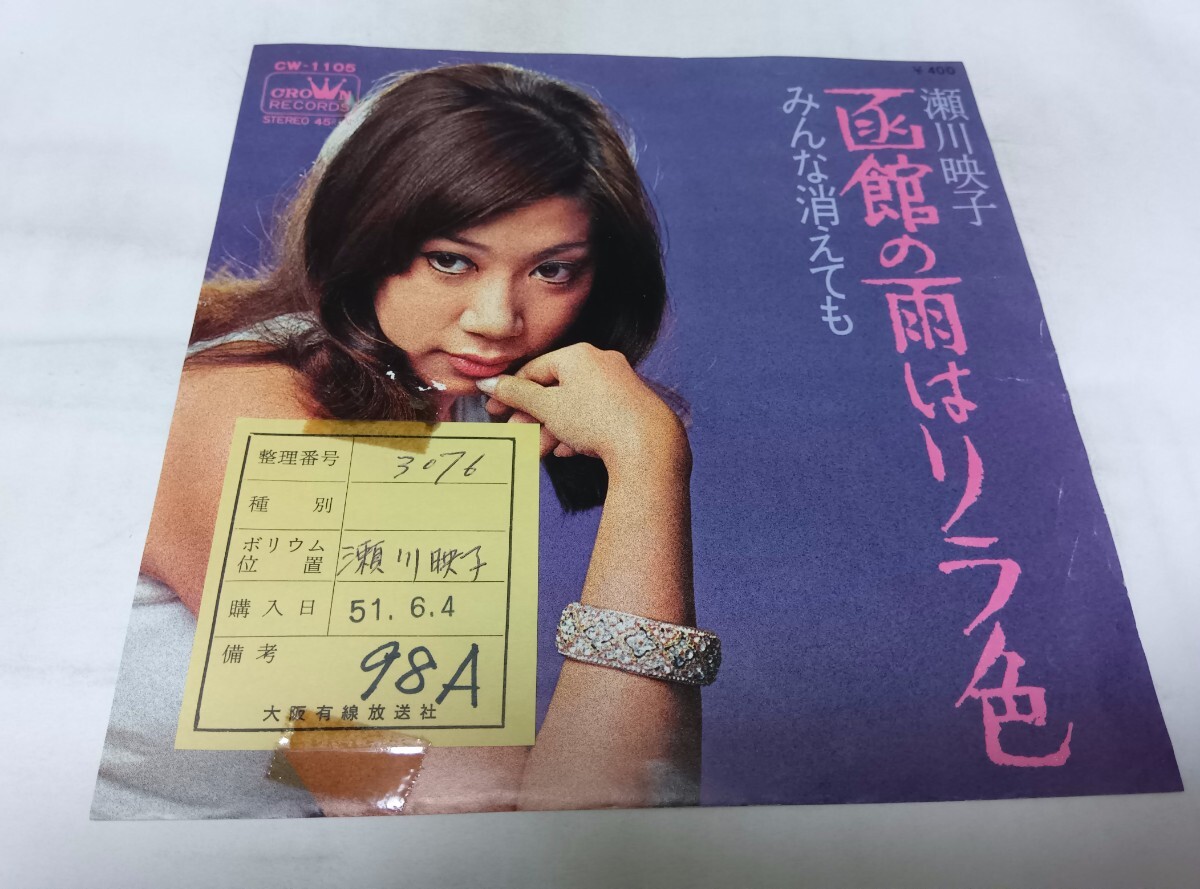 CW-1105
CROWN
RECORDS
STEREO 45
¥400
瀬川映子
函館の雨はリラ色
みんな消えても
整理番号 3076
種別
ボリウム位置 瀬川映子
購入日 51.6.4
備考 98A
大阪有線放送社